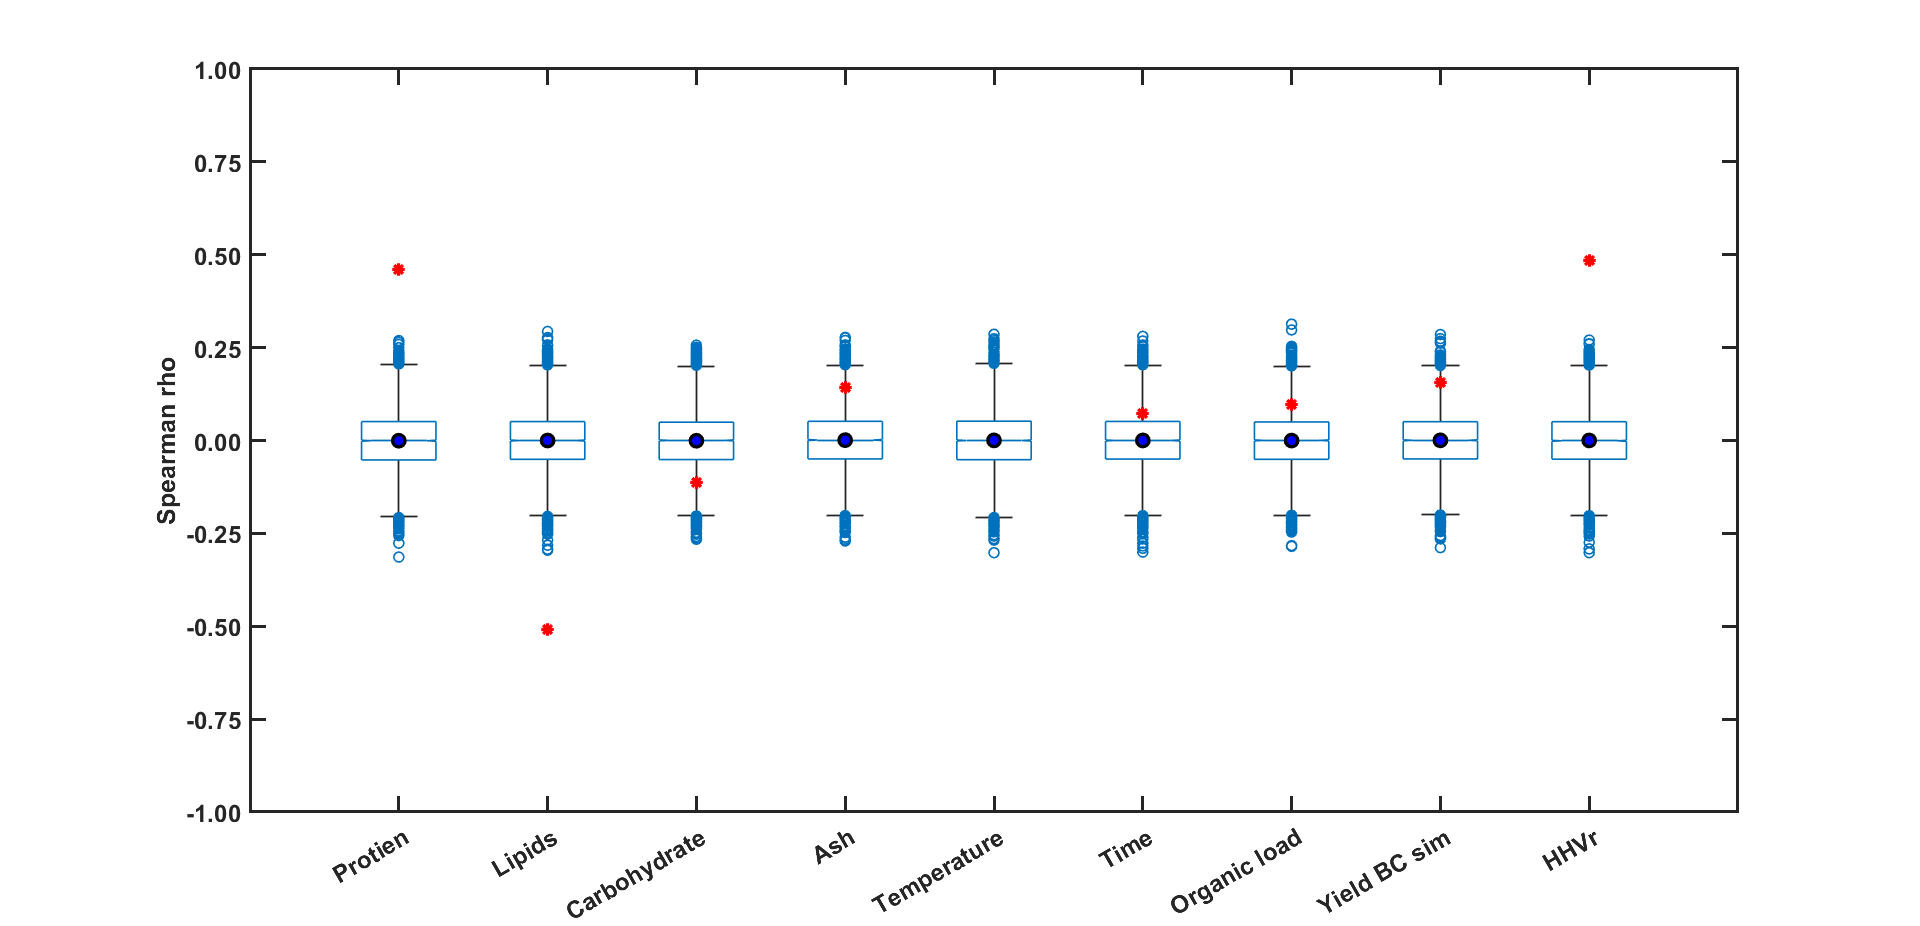 1.00
0.75
0.50
0.25
0.00
-0.25
-0.50
-0.75
-1.00
Spearman rho
Protien
Lipids
Carbohydrate
Ash
Temperature
Time
Organic load
Yield BC sim
HHVr